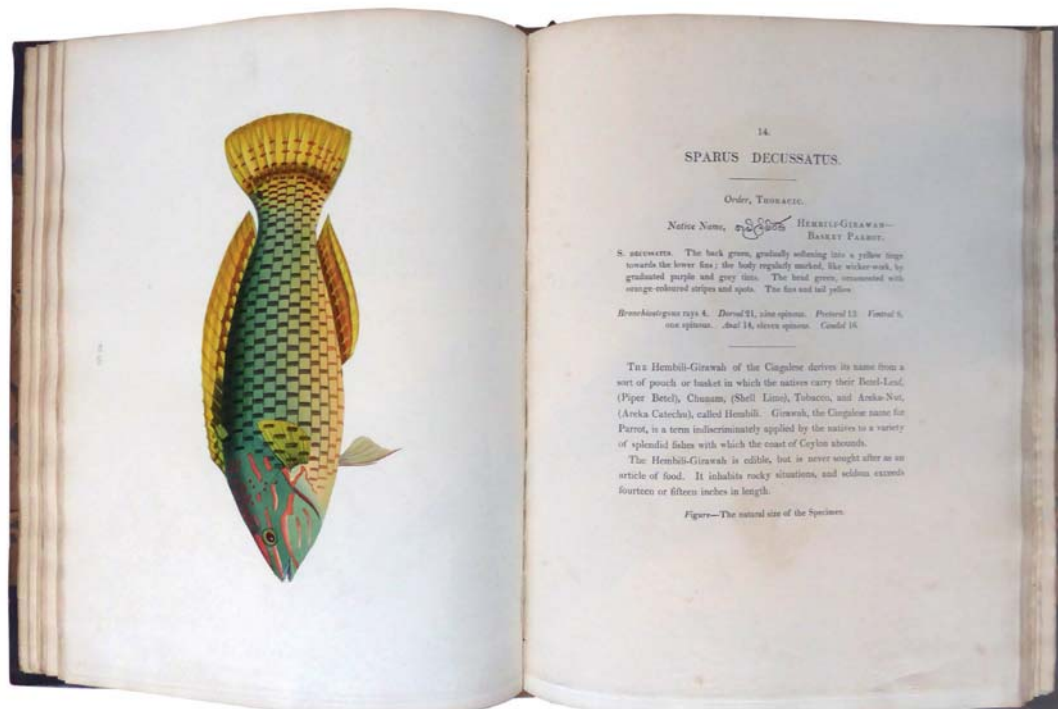 14.
SPARUS DECUSSATUS.
Order, THORACIC.
Native Name, HEMBILI-GIRAWAH—
BASKET PARROT.
S. DECUSSATUS. The back green, gradually softening into a yellow tinge
towards the lower fins; the body regularly marked, like wicker-work, by
graduated purple and grey tints. The head green, ornamented with
orange-coloured stripes and spots. The fins and tail yellow.
Branchiostegous rays 4. Dorsal 21, nine spinous. Pectoral 13. Ventral 6,
one spinous. Anal 14, eleven spinous. Caudal 16.
THE Hembili-Girawah of the Cingalese derives its name from a
sort of pouch or basket in which the natives carry their Betel-Leaf,
(Piper Betel), Chunam, (Shell Lime), Tobacco, and Areka-Nut,
(Areka Catechu), called Hembili. Girawah, the Cingalese name for
Parrot, is a term indiscriminately applied by the natives to a variety
of splendid fishes with which the coast of Ceylon abounds.
The Hembili-Girawah is edible, but is never sought after as an
article of food. It inhabits rocky situations, and seldom exceeds
fourteen or fifteen inches in length.
Figure—The natural size of the Specimen.